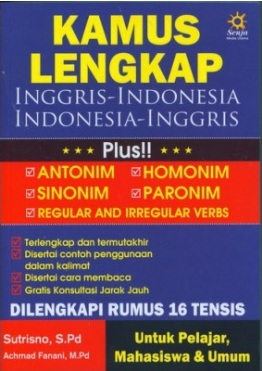 KAMUS
LENGKAP
Senja
Media Utama
INGGRIS-INDONESIA
INDONESIA-INGGRIS
Plus!!
ANTONIM HOMONIM
SINONIM PARONIM
REGULAR AND IRREGULAR VERBS
Terlengkap dan termutakhir
Disertai contoh penggunaan
dalam kalimat
Disertai cara membaca
Gratis Konsultasi Jarak Jauh
DILENGKAPI RUMUS 16 TENSIS
Sutrisno, S.Pd
Achmad Fanani, M.Pd
Untuk Pelajar,
Mahasiswa & Umum